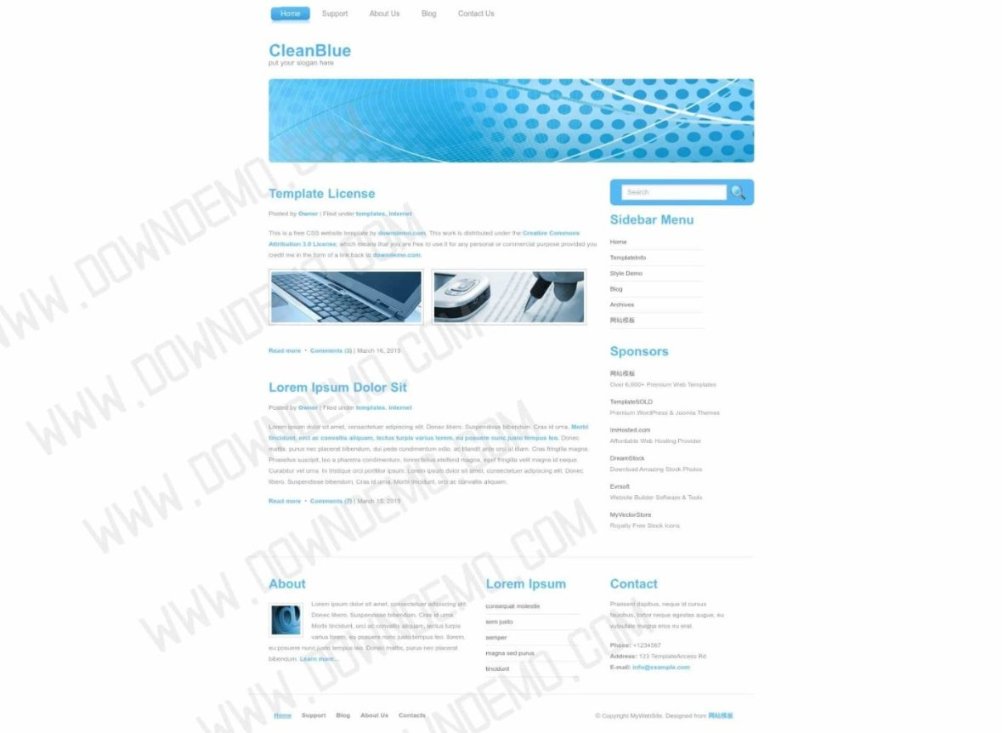 Home Support About Us Blog Contact Us
CleanBlue
put your slogan here
Search
Template License
Posted by Owner | Filed under templates, internet
This is a free CSS website template by downdemo.com. This work is distributed under the Creative Commons
Attribution 3.0 License, which means that you are free to use it for any personal or commercial purpose provided you
credit me in the form of a link back to downdemo.com.
Read more • Comments (3) | March 16, 2015
Lorem Ipsum Dolor Sit
Posted by Owner | Filed under templates, internet
Lorem ipsum dolor sit amet, consectetuer adipiscing elit. Donec libero. Suspendisse bibendum. Cras id urna. Morbi
tincidunt, orci ac convallis aliquam, lectus turpis varius lorem, eu posuere nunc justo tempus leo. Donec
mattis, purus nec placerat bibendum, dui pede condimentum odio, ac blandit ante orci ut diam. Cras fringilla magna.
Phasellus suscipit, leo a pharetra condimentum, lorem tellus eleifend magna, eget fringilla velit magna id neque.
Curabitur vel urna. In tristique orci porttitor ipsum. Lorem ipsum dolor sit amet, consectetuer adipiscing elit. Donec
libero. Suspendisse bibendum. Cras id urna. Morbi tincidunt, orci ac convallis aliquam.
Read more • Comments (7) | March 15, 2015
Sidebar Menu
Home
TemplateInfo
Style Demo
Blog
Archives
网站模板
Sponsors
网站模板
Over 6,000+ Premium Web Templates
TemplateSOLD
Premium WordPress & Joomla Themes
ImHosted.com
Affordable Web Hosting Provider
DreamStock
Download Amazing Stock Photos
Evrsoft
Website Builder Software & Tools
MyVectorStore
Royalty Free Stock Icons
About
Lorem ipsum dolor sit amet, consectetuer adipiscing elit.
Donec libero. Suspendisse bibendum. Cras id urna.
Morbi tincidunt, orci ac convallis aliquam, lectus turpis
varius lorem, eu posuere nunc justo tempus leo. lorem,
eu posuere nunc justo tempus leo. Donec mattis, purus nec placerat
bibendum. Learn more...
Lorem Ipsum
consequat molestie
sem justo
semper
magna sed purus
tincidunt
Contact
Praesent dapibus, neque id cursus
faucibus, tortor neque egestas augue, eu
vulputate magna eros eu erat.
Phone: +1234567
Address: 123 TemplateAccess Rd
E-mail: info@example.com
Home Support Blog About Us Contacts
© Copyright MyWebSite. Designed from 网站模板
WWW.DOWNDEMO.COM
WWW.DOWNDEMO.COM
WWW.DOWNDEMO.COM
WWW.DOWNDEMO.COM
WWW.DOWNDEMO.COM